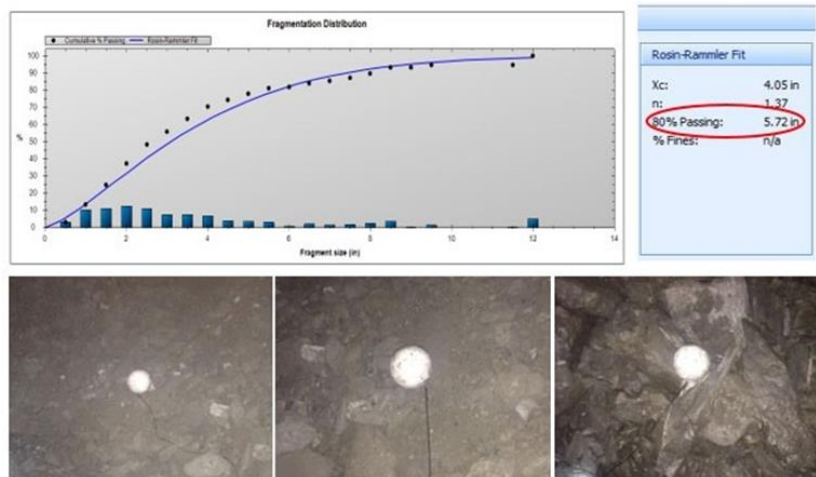 Fragmentation Distribution
Cumulative % Passing
Rosin-Rammler Fit
100
90
80
70
60
50
40
30
20
10
0
%
0 2 4 6 8 10 12 14
Fragment size (in)
Rosin-Rammler Fit
Xc: 4.05 in
n: 1.37
80% Passing: 5.72 in
% Fines: n/a